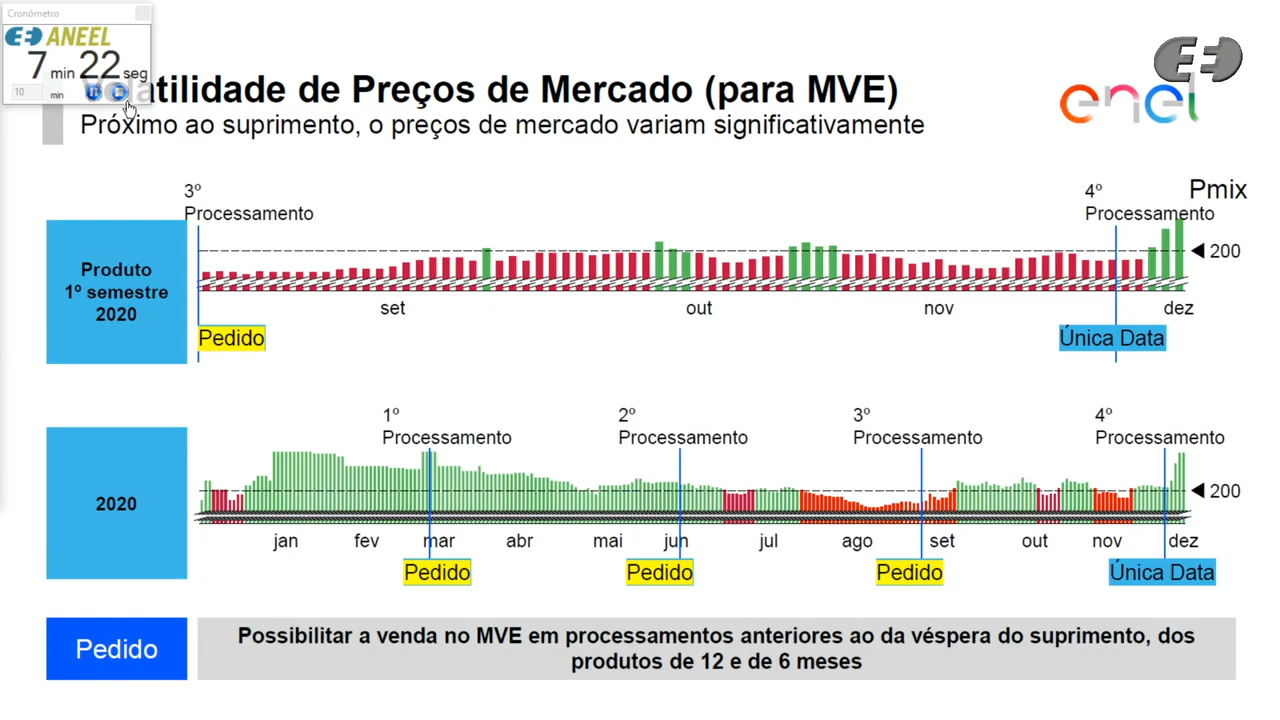 Cronômetro
ANEEL
7 min 22 seg
10 min
Volatilidade de Preços de Mercado (para MVE)
Próximo ao suprimento, o preços de mercado variam significativamente
enel
3º
Processamento
4º
Processamento
Pmix
200
Produto
1º semestre
2020
set out nov dez
Pedido
Única Data
1º
Processamento
2º
Processamento
3º
Processamento
4º
Processamento
2020
200
jan fev mar abr mai jun jul ago set out nov dez
Pedido
Pedido
Pedido
Única Data
Pedido
Possibilitar a venda no MVE em processamentos anteriores ao da véspera do suprimento, dos
produtos de 12 e de 6 meses